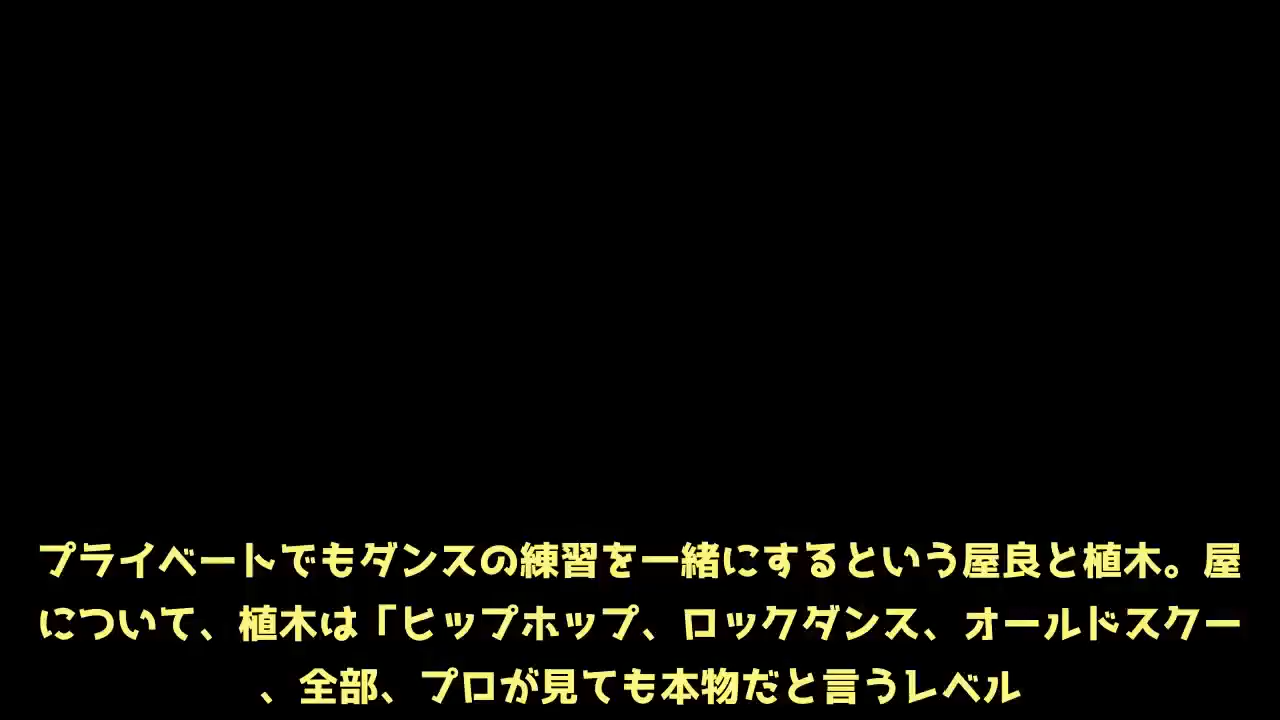 プライベートでもダンスの練習を一緒にするという屋良と植木。屋
について、植木は「ヒップホップ、ロックダンス、オールドスクー
、全部、プロが見ても本物だと言うレベル